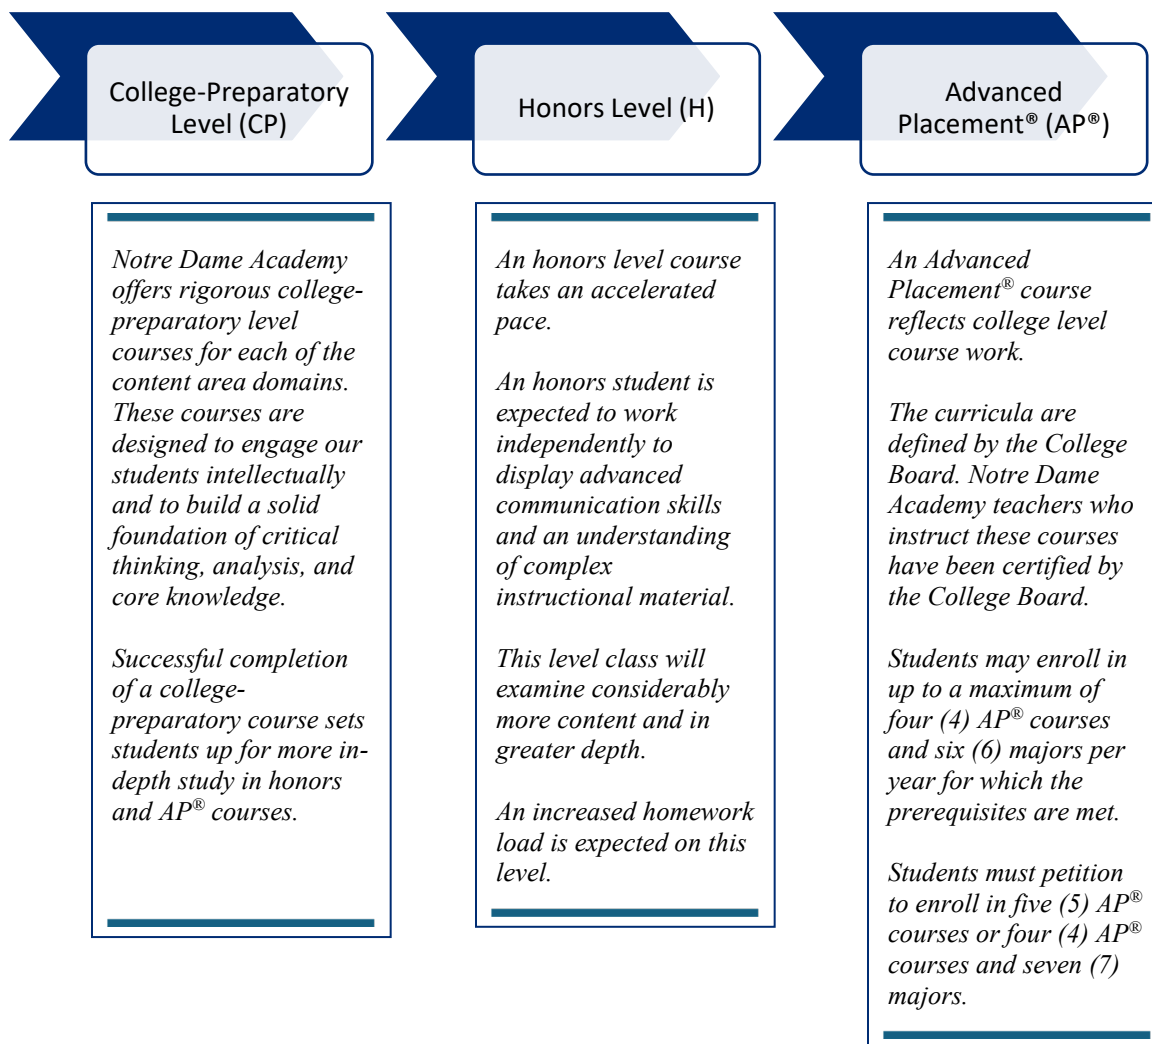 College-Preparatory
Level (CP)
Honors Level (H)
Advanced
Placement® (AP®)
Notre Dame Academy
offers rigorous college-
preparatory level
courses for each of the
content area domains.
These courses are
designed to engage our
students intellectually
and to build a solid
foundation of critical
thinking, analysis, and
core knowledge.
Successful completion
of a college-
preparatory course sets
students up for more in-
depth study in honors
and AP® courses.
An honors level course
takes an accelerated
pace.
An honors student is
expected to work
independently to
display advanced
communication skills
and an understanding
of complex
instructional material.
This level class will
examine considerably
more content and in
greater depth.
An increased homework
load is expected on this
level.
An Advanced
Placement® course
reflects college level
course work.
The curricula are
defined by the College
Board. Notre Dame
Academy teachers who
instruct these courses
have been certified by
the College Board.
Students may enroll in
up to a maximum of
four (4) AP® courses
and six (6) majors per
year for which the
prerequisites are met.
Students must petition
to enroll in five (5) AP®
courses or four (4) AP®
courses and seven (7)
majors.